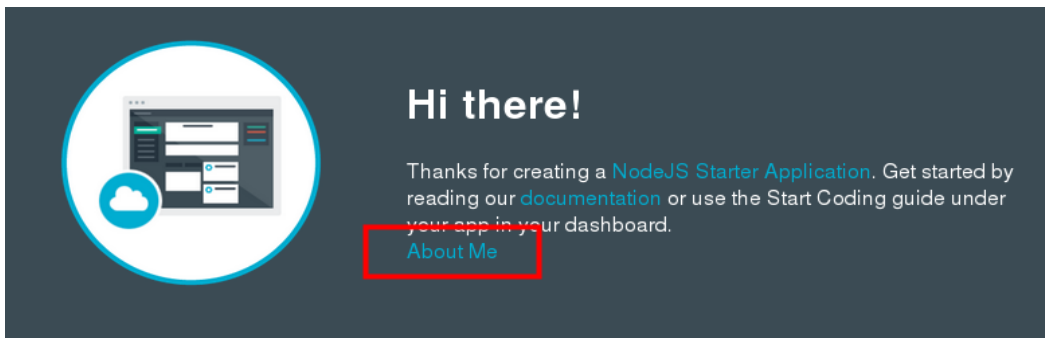 Hi there!
Thanks for creating a NodeJS Starter Application. Get started by
reading our documentation or use the Start Coding guide under
your app in your dashboard.
About Me